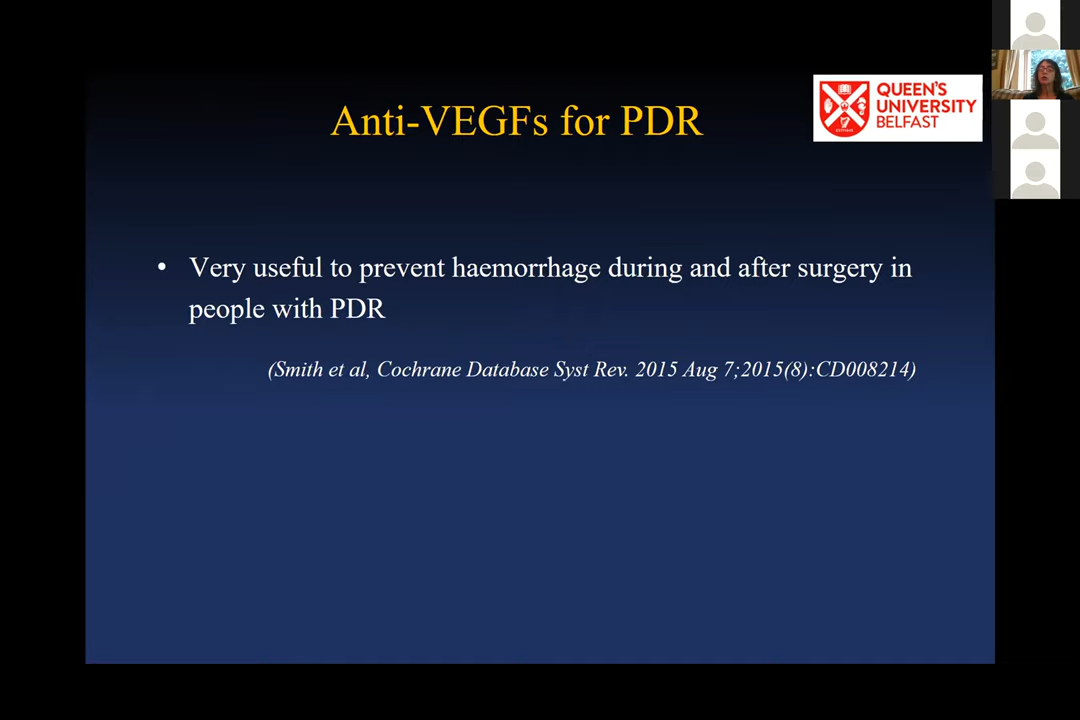 Anti-VEGFs for PDR
QUEEN'S
UNIVERSITY
BELFAST
• Very useful to prevent haemorrhage during and after surgery in
people with PDR
(Smith et al, Cochrane Database Syst Rev. 2015 Aug 7;2015(8):CD008214)